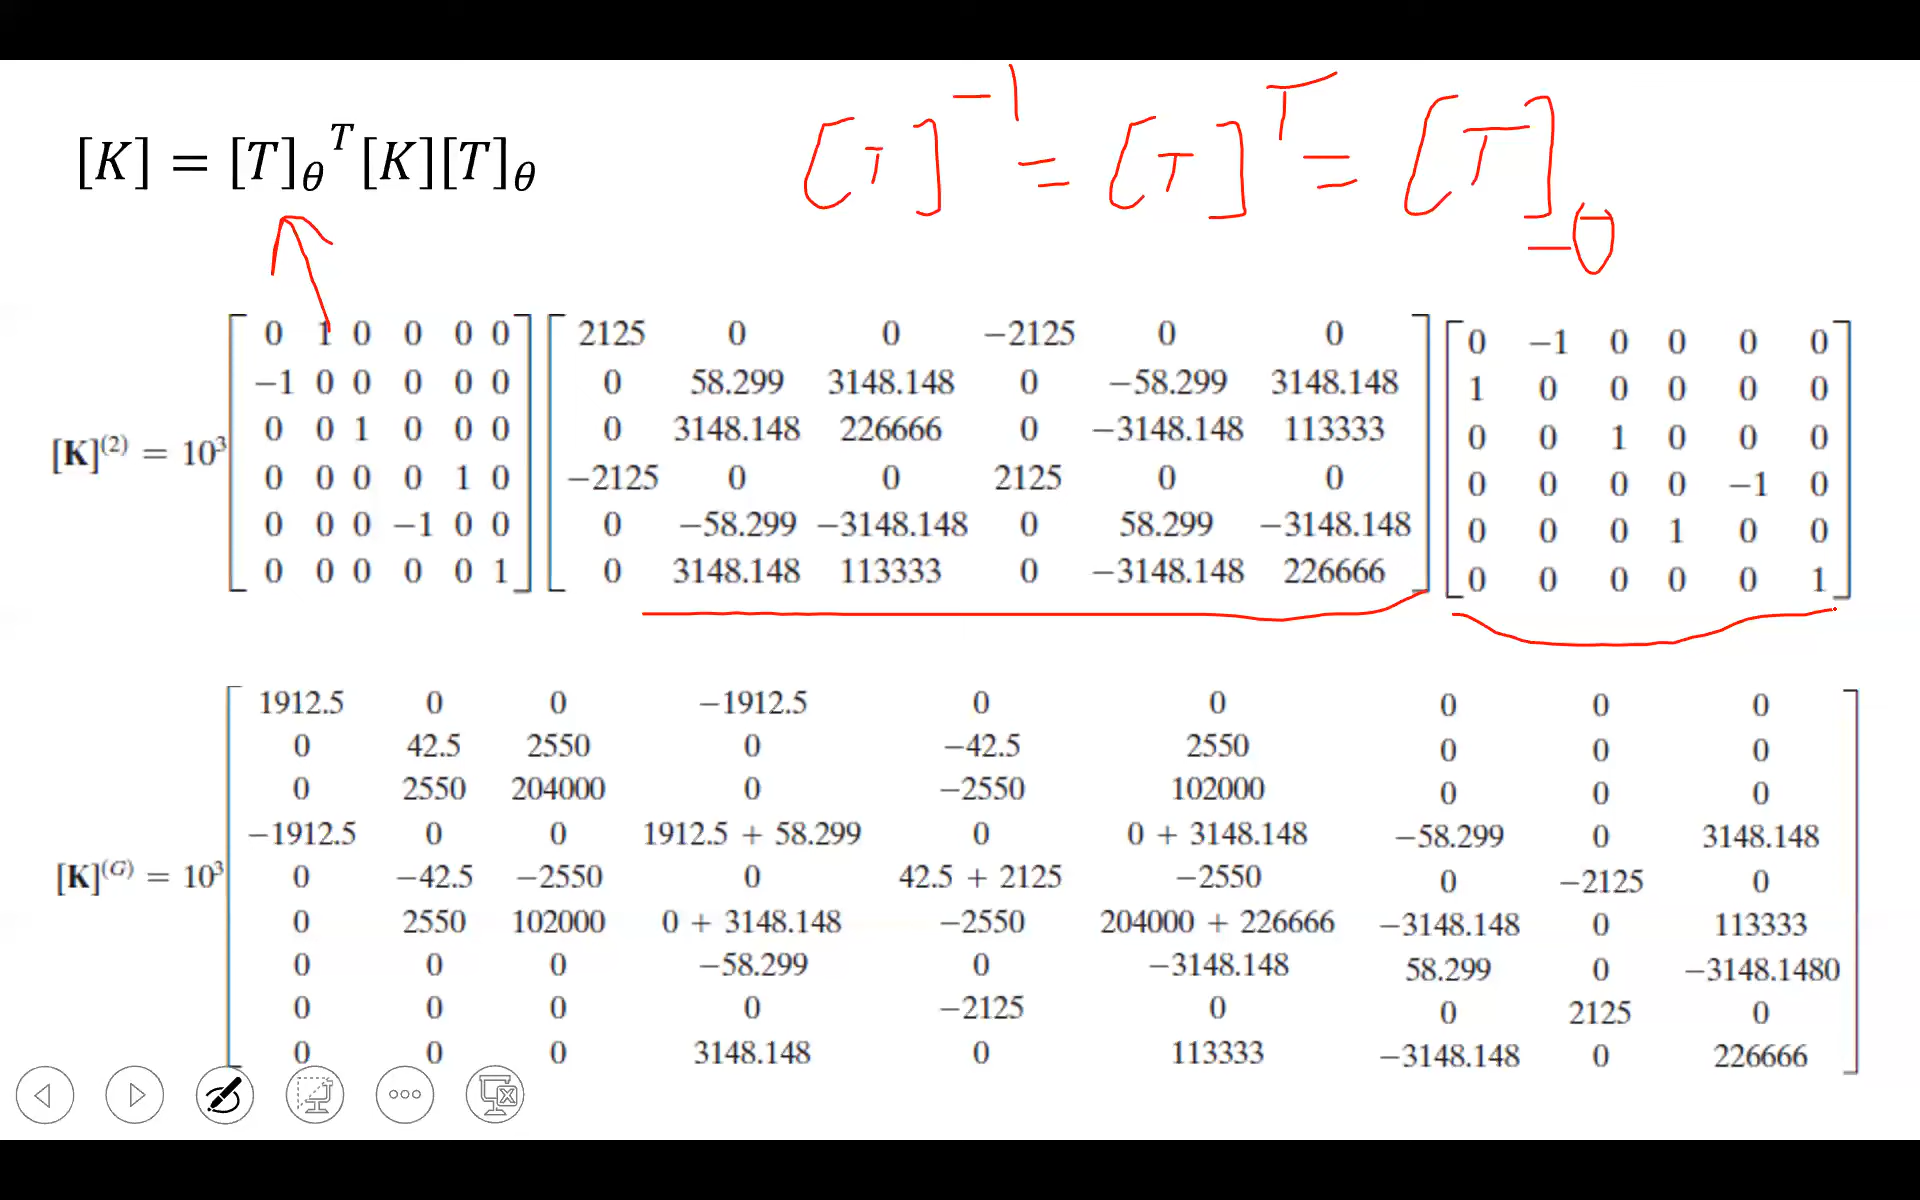 [K] = [T]θ^T [K][T]θ
[T]^-1 = [T]^T = [T]_-θ
0 1 0 0 0 0 2125 0 0 −2125 0 0 0 −1 0 0 0 0
−1 0 0 0 0 0 0 58.299 3148.148 0 −58.299 3148.148 1 0 0 0 0 0
0 0 1 0 0 0 0 3148.148 226666 0 −3148.148 113333 0 0 1 0 0 0
[K]^(2) = 10^3
0 0 0 0 1 0 −2125 0 0 2125 0 0 0 0 0 0 −1 0
0 0 0 −1 0 0 0 −58.299 −3148.148 0 58.299 −3148.148 0 0 0 1 0 0
0 0 0 0 0 1 0 3148.148 113333 0 −3148.148 226666 0 0 0 0 0 1
1912.5 0 0 −1912.5 0 0 0 0 0
0 42.5 2550 0 −42.5 2550 0 0 0
0 2550 204000 0 −2550 102000 0 0 0
−1912.5 0 0 1912.5 + 58.299 0 0 + 3148.148 −58.299 0 3148.148
[K]^(G) = 10^3 0 −42.5 −2550 0 42.5 + 2125 −2550 0 −2125 0
0 2550 102000 0 + 3148.148 −2550 204000 + 226666 −3148.148 0 113333
0 0 0 −58.299 0 −3148.148 58.299 0 −3148.1480
0 0 0 0 −2125 0 0 2125 0
0 0 0 3148.148 0 113333 −3148.148 0 226666